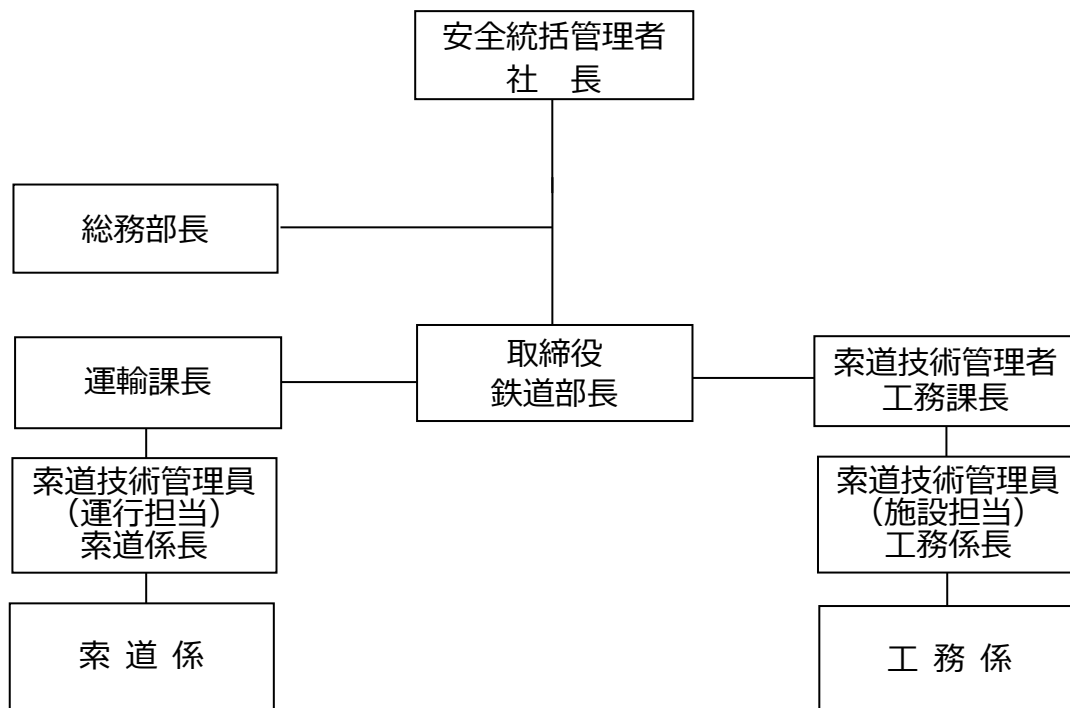 安全統括管理者
社　長
総務部長
運輸課長
取締役
鉄道部長
索道技術管理者
工務課長
索道技術管理員
（運行担当）
索道係長
索道技術管理員
（施設担当）
工務係長
索 道 係
工 務 係